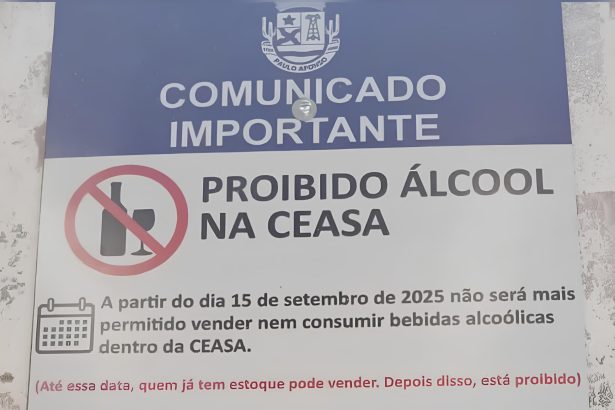 PAULO AFONSO
COMUNICADO
IMPORTANTE
PROIBIDO ÁLCOOL
NA CEASA
A partir do dia 15 de setembro de 2025 não será mais
permitido vender nem consumir bebidas alcoólicas
dentro da CEASA.
(Até essa data, quem já tem estoque pode vender. Depois disso, está proibido)